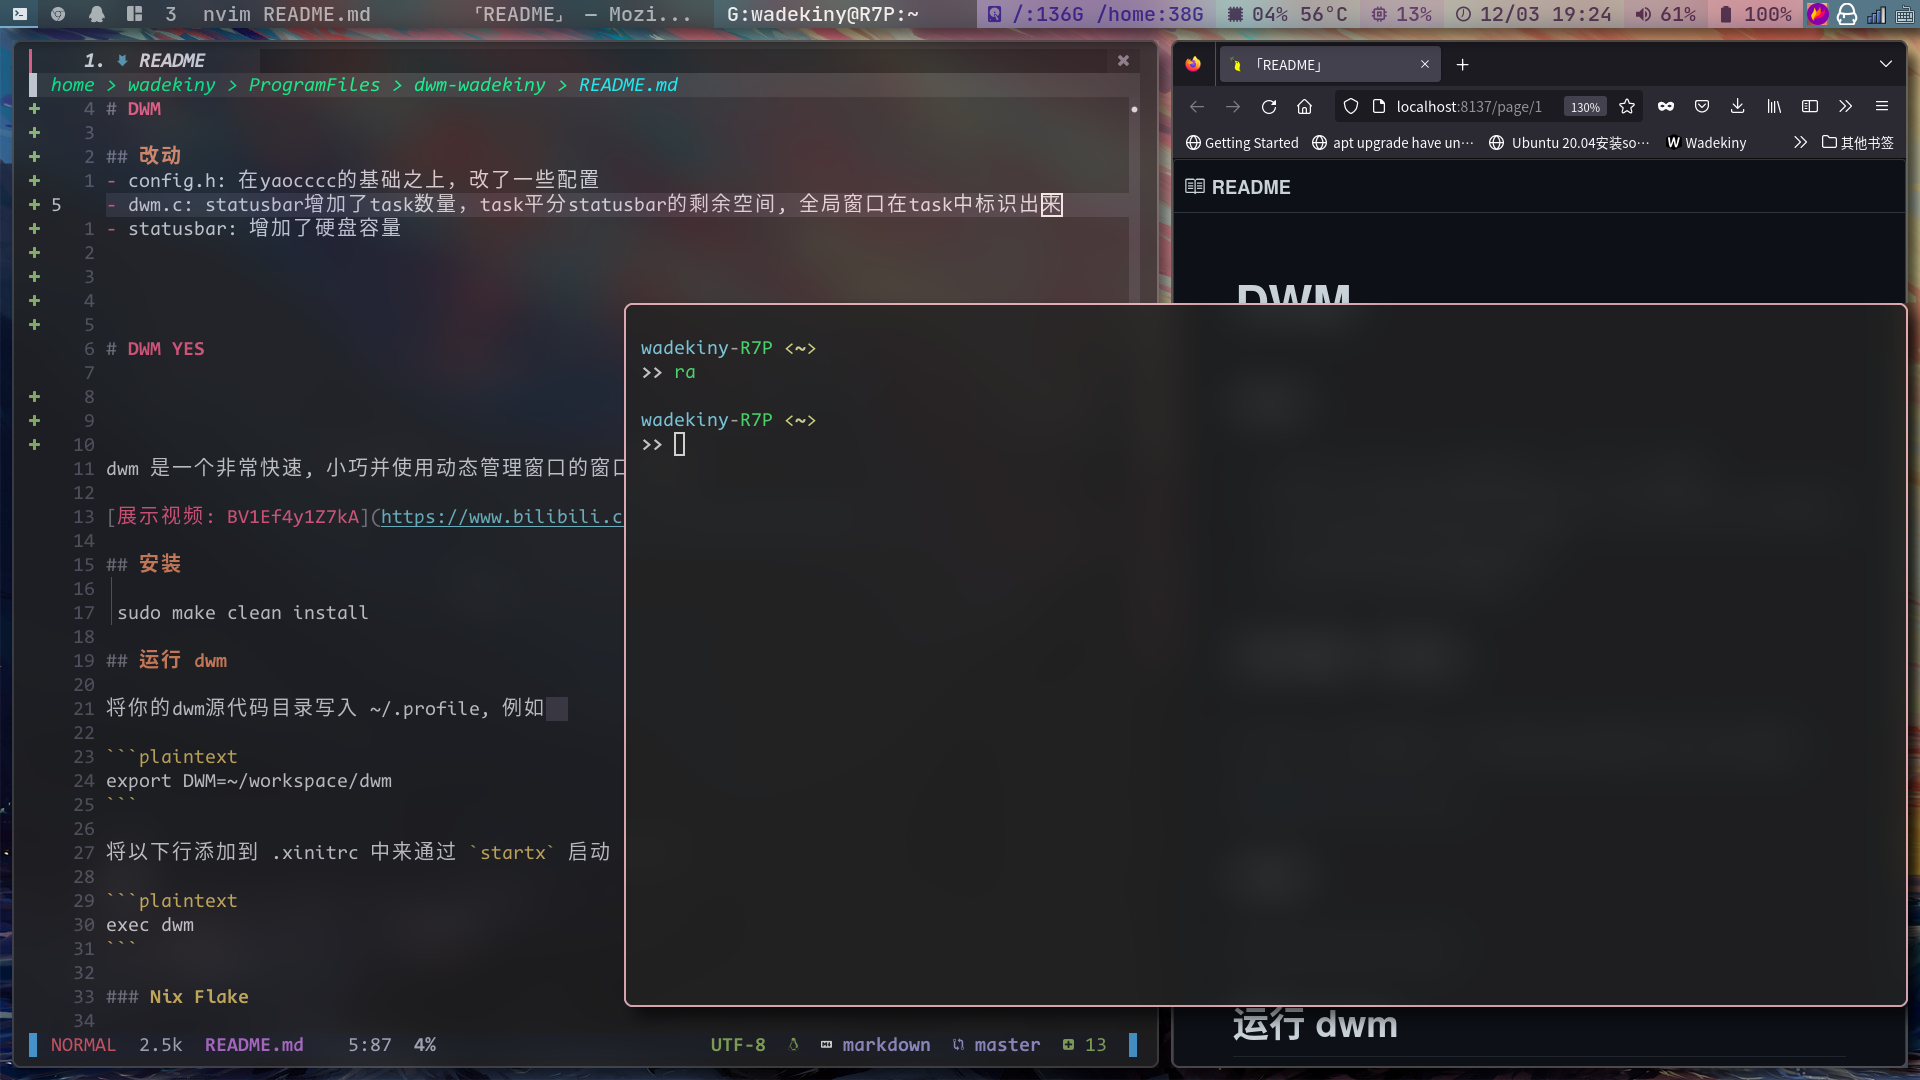 3 nvim README.md 「README」 — Mozi... G:wadekiny@R7P:~ /:136G /home:38G 04% 56°C 13% 12/03 19:24 61% 100%
1. README
home > wadekiny > ProgramFiles > dwm-wadekiny > README.md
4 # DWM
3
2 ## 改动
1 - config.h: 在yaocccc的基础之上，改了一些配置
5 - dwm.c: statusbar增加了task数量，task平分statusbar的剩余空间, 全局窗口在task中标识出来
1 - statusbar: 增加了硬盘容量
2
3
4
5
6 # DWM YES
7
8
9
10
11 dwm 是一个非常快速, 小巧并使用动态管理窗口的窗口
12
13 [展示视频: BV1Ef4y1Z7kA](https://www.bilibili.c
14
15 ## 安装
16
17 sudo make clean install
18
19 ## 运行 dwm
20
21 将你的dwm源代码目录写入 ~/.profile, 例如
22
23 ```plaintext
24 export DWM=~/workspace/dwm
25 ```
26
27 将以下行添加到 .xinitrc 中来通过 `startx` 启动
28
29 ```plaintext
30 exec dwm
31 ```
32
33 ### Nix Flake
34
NORMAL 2.5k README.md 5:87 4% UTF-8 markdown master 13
「README」
localhost:8137/page/1 130%
Getting Started apt upgrade have un… Ubuntu 20.04安装so… Wadekiny 其他书签
README
DWM
wadekiny-R7P <~>
>> ra
wadekiny-R7P <~>
>>
运行 dwm